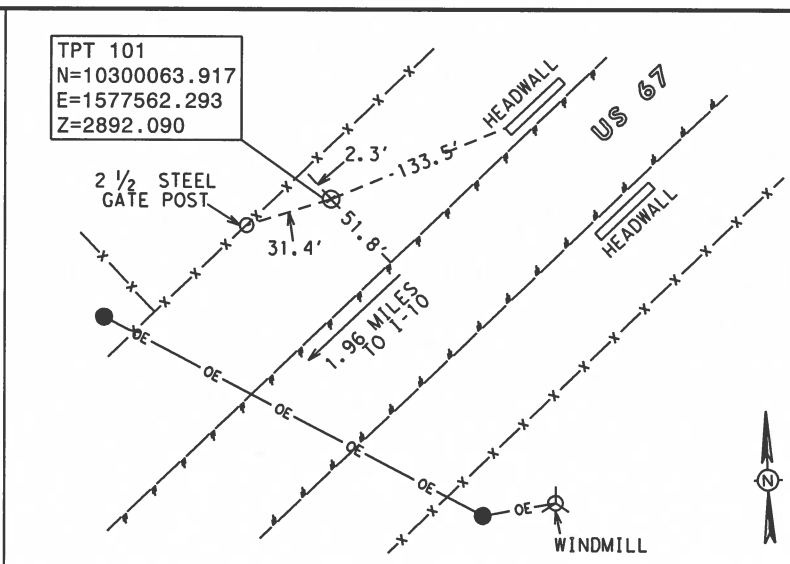 TPT 101
N=10300063.917
E=1577562.293
Z=2892.090
HEADWALL
US 67
2.3'
133.5'
2 ½ STEEL
GATE POST
31.4'
51.8'
HEADWALL
1.96 MILES
TO I-10
OE
OE
OE
OE
OE
OE
N
WINDMILL